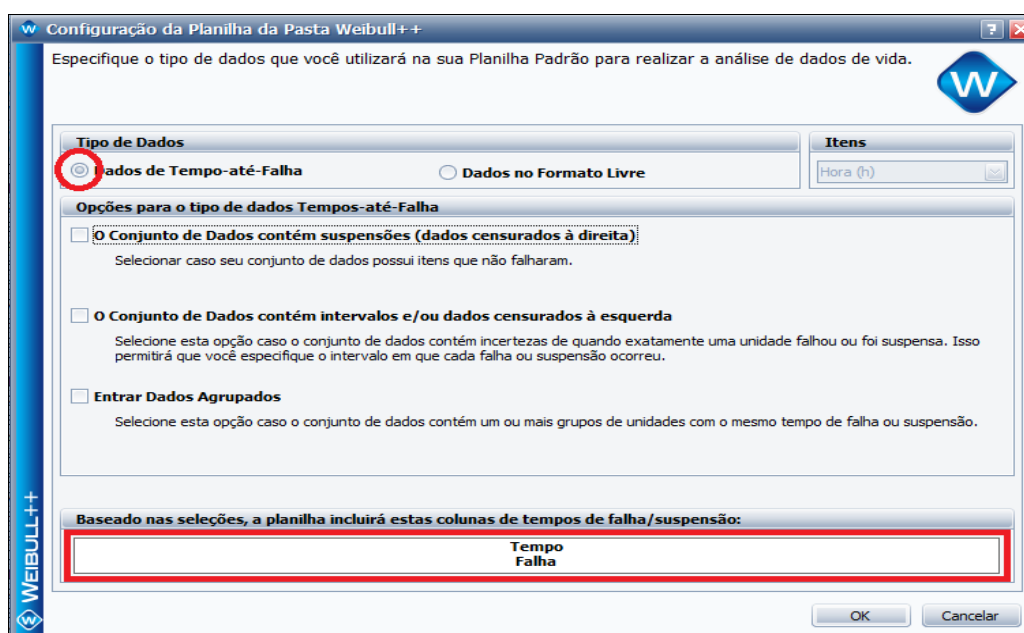 Configuração da Planilha da Pasta Weibull++
Especifique o tipo de dados que você utilizará na sua Planilha Padrão para realizar a análise de dados de vida.
Tipo de Dados
Itens
Dados de Tempo-até-Falha
Dados no Formato Livre
Hora (h)
Opções para o tipo de dados Tempos-até-Falha
O Conjunto de Dados contém suspensões (dados censurados à direita)
Selecionar caso seu conjunto de dados possui itens que não falharam.
O Conjunto de Dados contém intervalos e/ou dados censurados à esquerda
Selecione esta opção caso o conjunto de dados contém incertezas de quando exatamente uma unidade falhou ou foi suspensa. Isso
permitirá que você especifique o intervalo em que cada falha ou suspensão ocorreu.
Entrar Dados Agrupados
Selecione esta opção caso o conjunto de dados contém um ou mais grupos de unidades com o mesmo tempo de falha ou suspensão.
Baseado nas seleções, a planilha incluirá estas colunas de tempos de falha/suspensão:
Tempo
Falha
OK
Cancelar
WEIBULL++